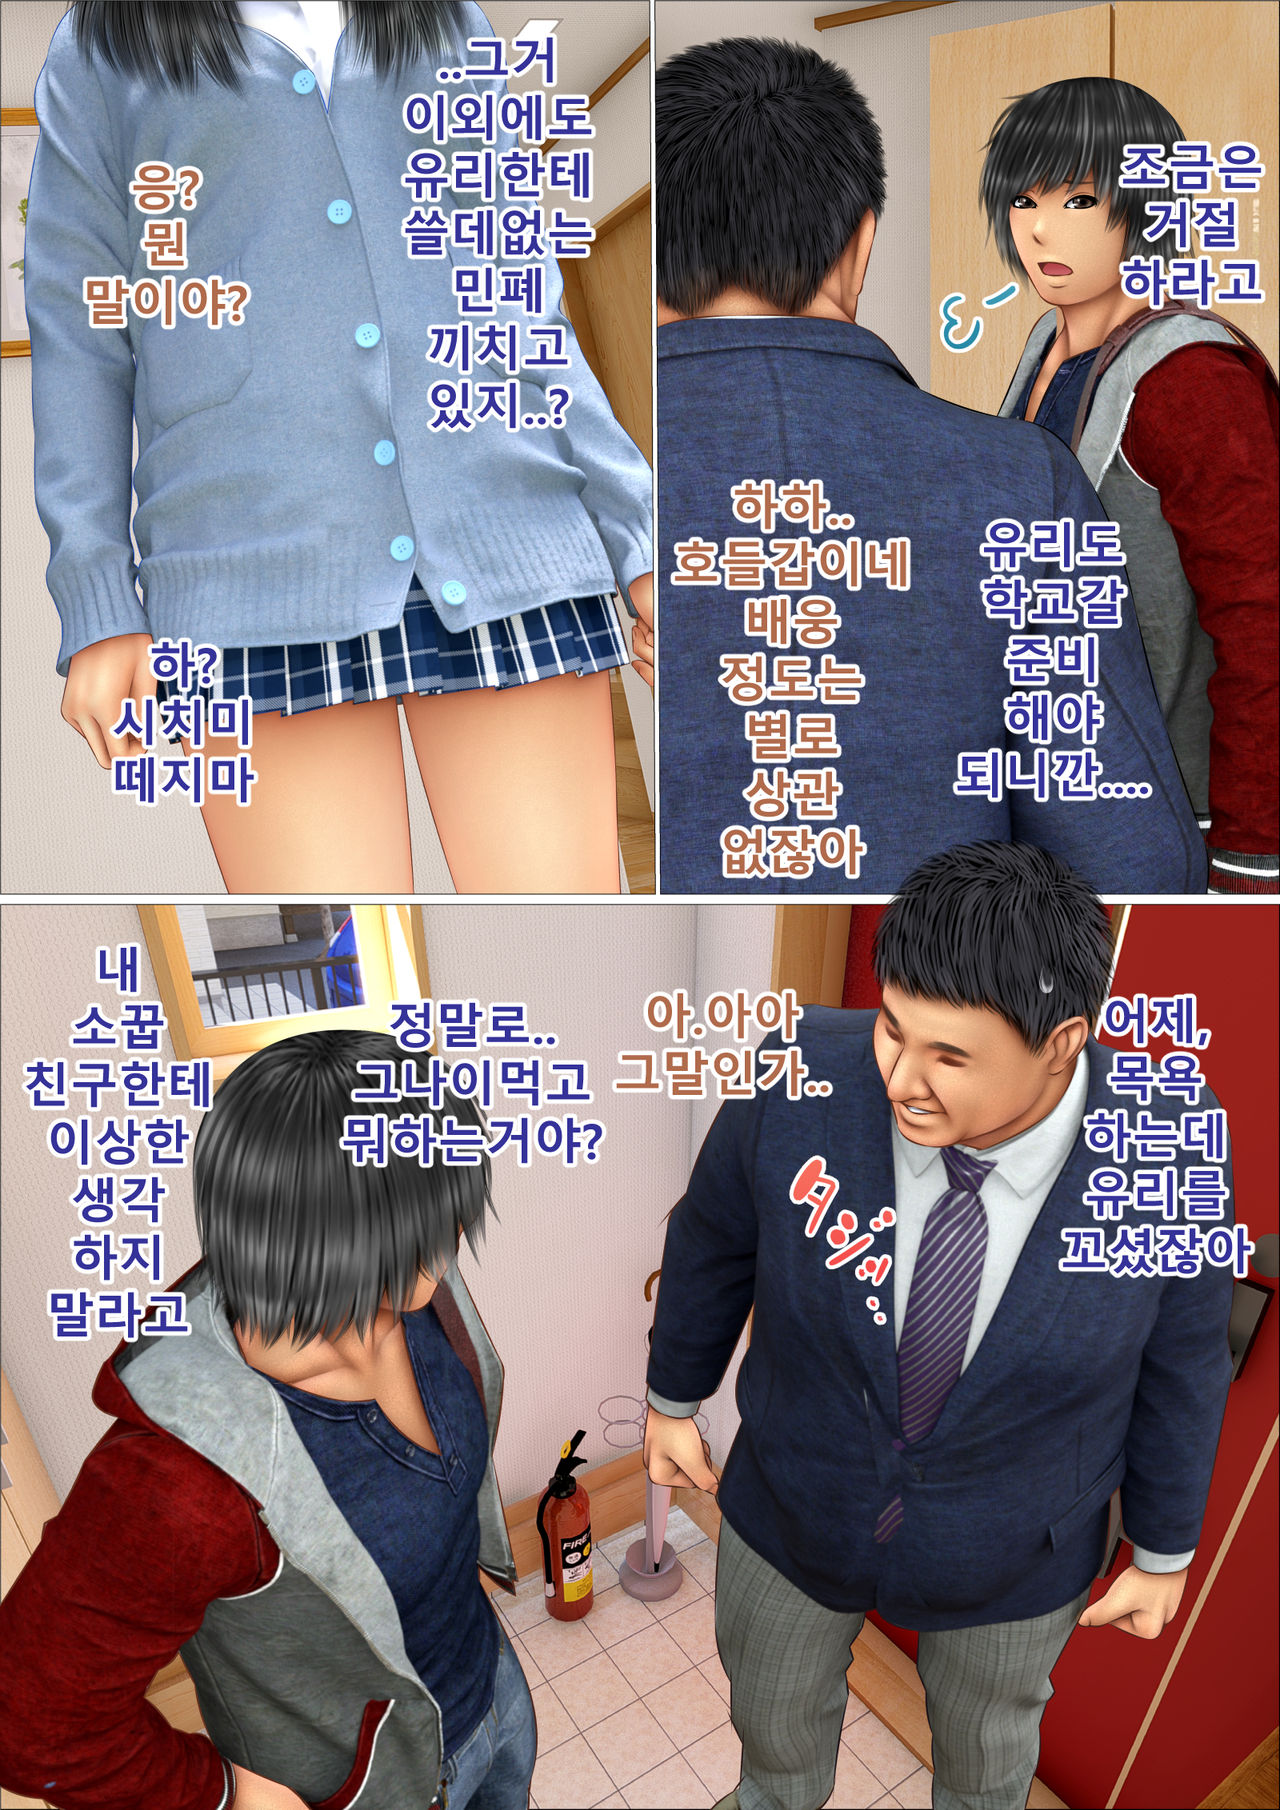 조금은
거절
하라고
유리도
학교갈
준비
해야
되니깐....
하하..
호들갑이네
배웅
정도는
별로
상관
없잖아
..그거
이외에도
유리한테
쓸데없는
민폐
끼치고
있지..?
응?
뭔
말이야?
하?
시치미
떼지마
어제,
목욕
하는데
유리를
꼬셨잖아
아.아아
그말인가..
タジッ
정말로..
그나이먹고
뭐하는거야?
내
소꿉
친구한테
이상한
생각
하지
말라고
FIRE